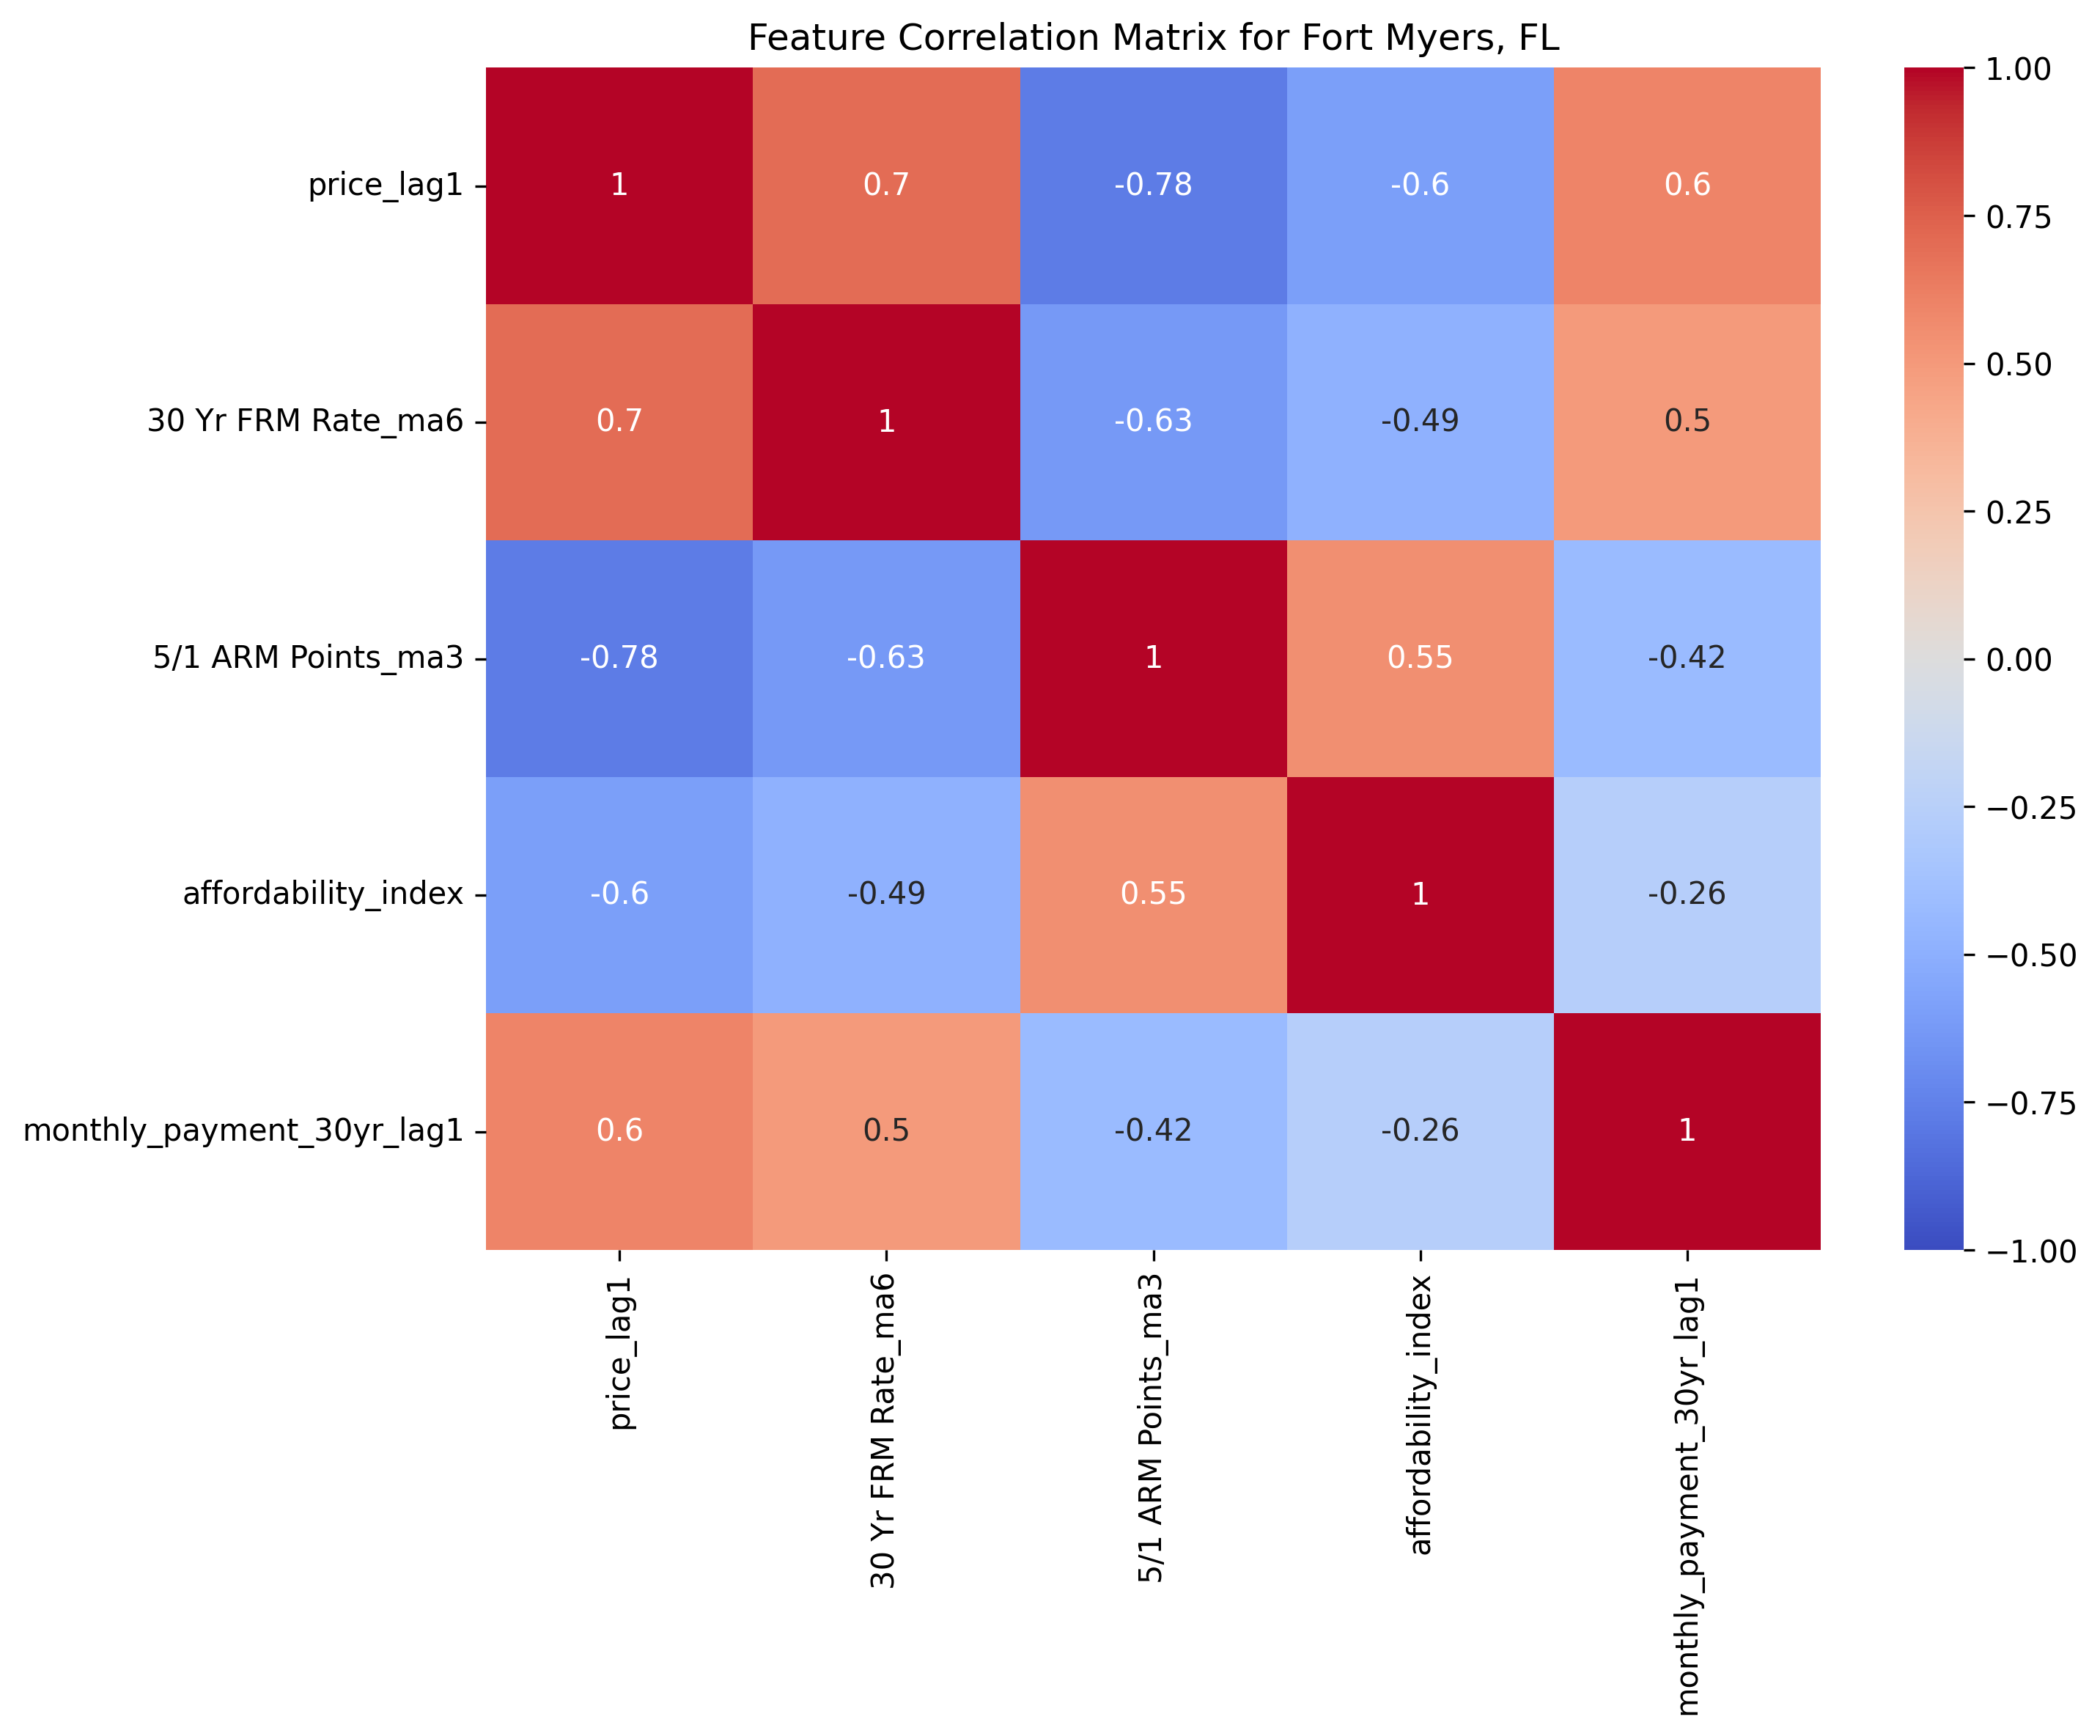 Feature Correlation Matrix for Fort Myers, FL
price_lag1 1 0.7 -0.78 -0.6 0.6
30 Yr FRM Rate_ma6 0.7 1 -0.63 -0.49 0.5
5/1 ARM Points_ma3 -0.78 -0.63 1 0.55 -0.42
affordability_index -0.6 -0.49 0.55 1 -0.26
monthly_payment_30yr_lag1 0.6 0.5 -0.42 -0.26 1
price_lag1
30 Yr FRM Rate_ma6
5/1 ARM Points_ma3
affordability_index
monthly_payment_30yr_lag1
1.00
0.75
0.50
0.25
0.00
−0.25
−0.50
−0.75
−1.00